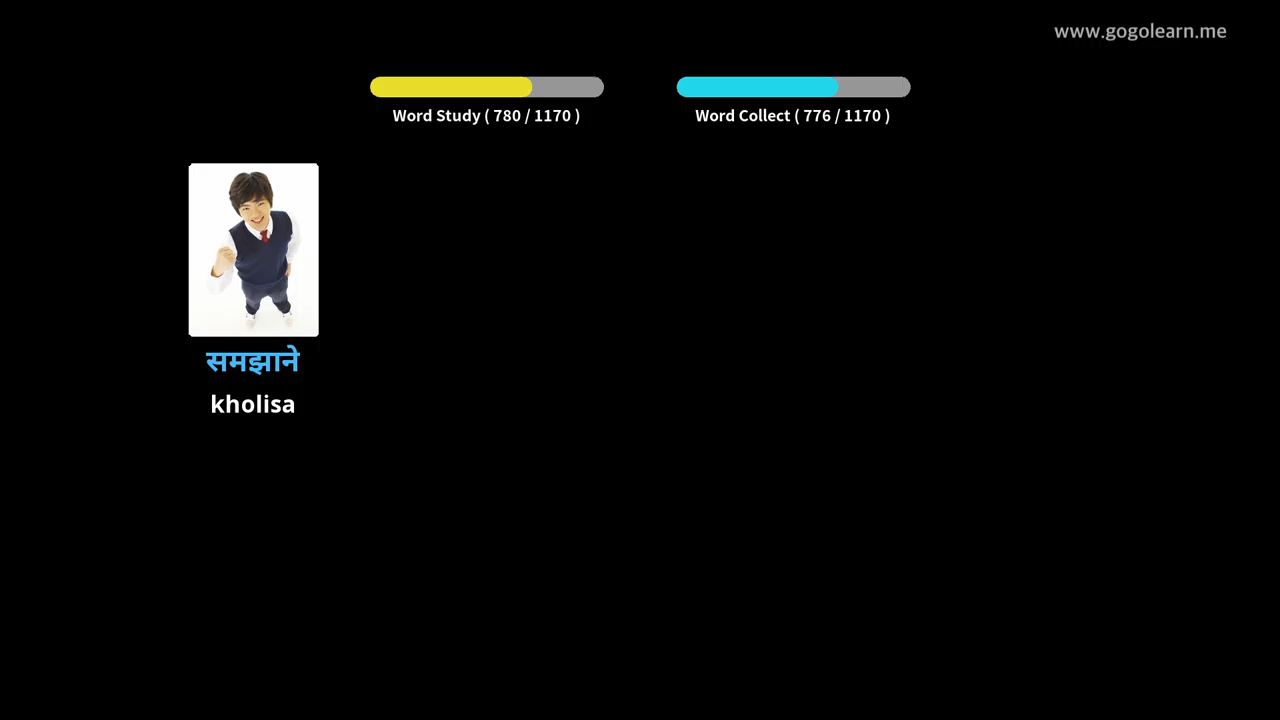 www.gogolearn.me
Word Study ( 780 / 1170 )
Word Collect ( 776 / 1170 )
समझाने
kholisa